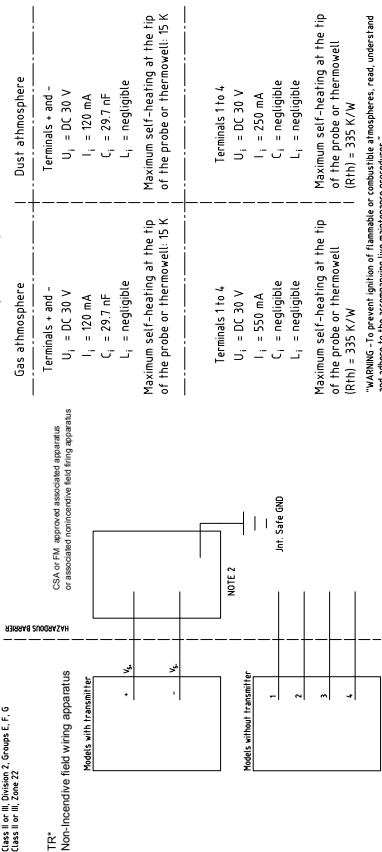 Class II or III, Division 2, Groups E, F, G
Class II or III, Zone 22
TR*
Non-Incendive field wiring apparatus
HAZARDOUS BARRIER
CSA or FM approved associated apparatus
or associated nonincendive field firing apparatus
Models with transmitter
+
Vs.
-
Vs.
NOTE 2
Jnt. Safe GND
Models without transmitter
1
2
3
4
Gas athmosphere
Terminals + and -
Ui = DC 30 V
Ii = 120 mA
Ci = 29.7 nF
Li = negligible
Maximum self-heating at the tip
of the probe or thermowell: 15 K
Terminals 1 to 4
Ui = DC 30 V
Ii = 550 mA
Ci = negligible
Li = negligible
Maximum self-heating at the tip
of the probe or thermowell
(Rth) = 335 K/W
Dust athmosphere
Terminals + and -
Ui = DC 30 V
Ii = 120 mA
Ci = 29.7 nF
Li = negligible
Maximum self-heating at the tip
of the probe or thermowell: 15 K
Terminals 1 to 4
Ui = DC 30 V
Ii = 250 mA
Ci = negligible
Li = negligible
Maximum self-heating at the tip
of the probe or thermowell
(Rth) = 335 K/W
"WARNING - To prevent ignition of flammable or combustible atmospheres, read, understand
and adhere to the accompanying live maintenance procedures."